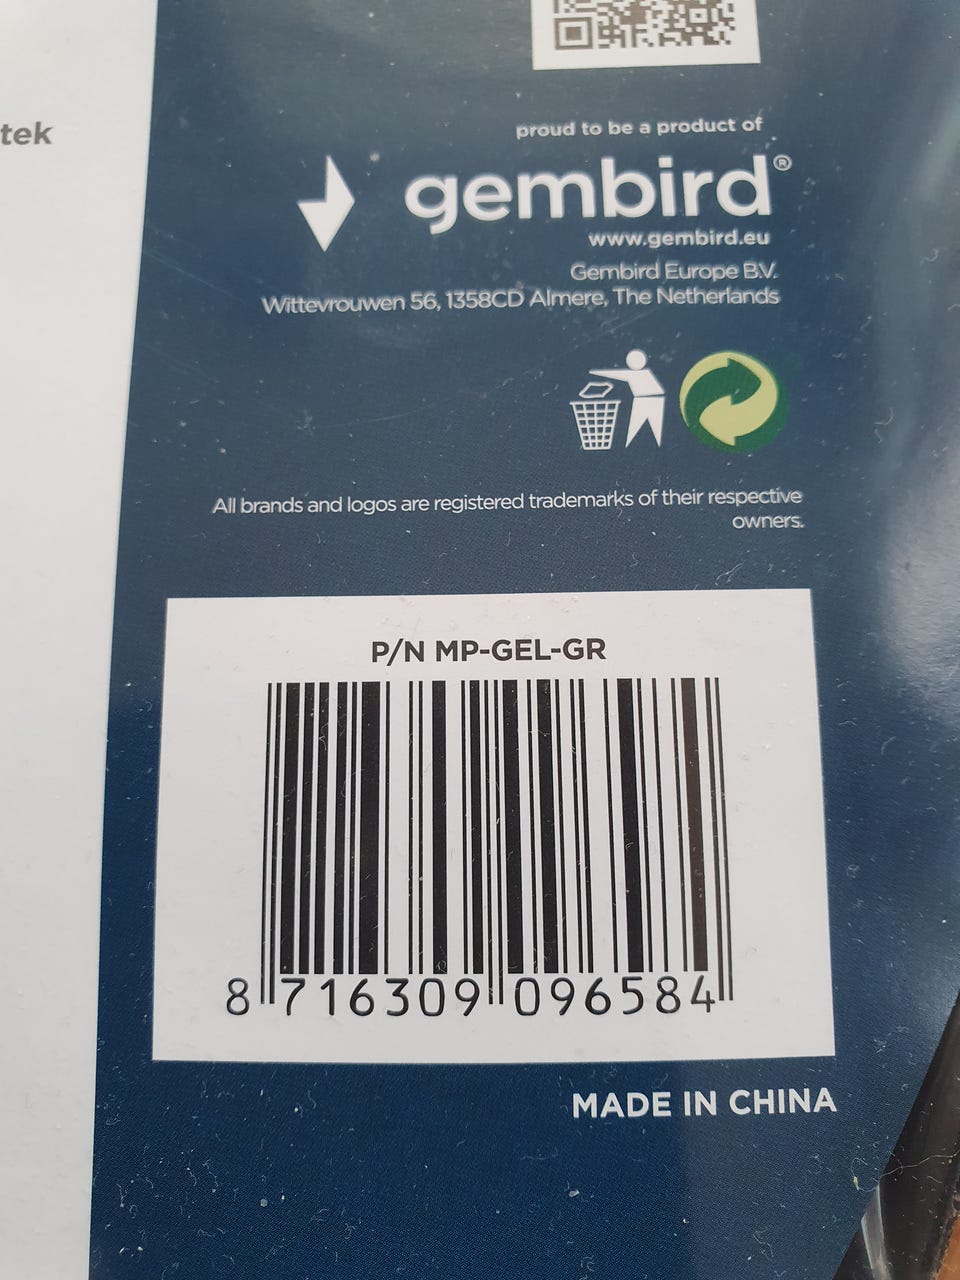 tek
proud to be a product of
gembird®
www.gembird.eu
Gembird Europe B.V.
Wittevrouwen 56, 1358CD Almere, The Netherlands
All brands and logos are registered trademarks of their respective
owners.
P/N MP-GEL-GR
8 716309 096584
MADE IN CHINA